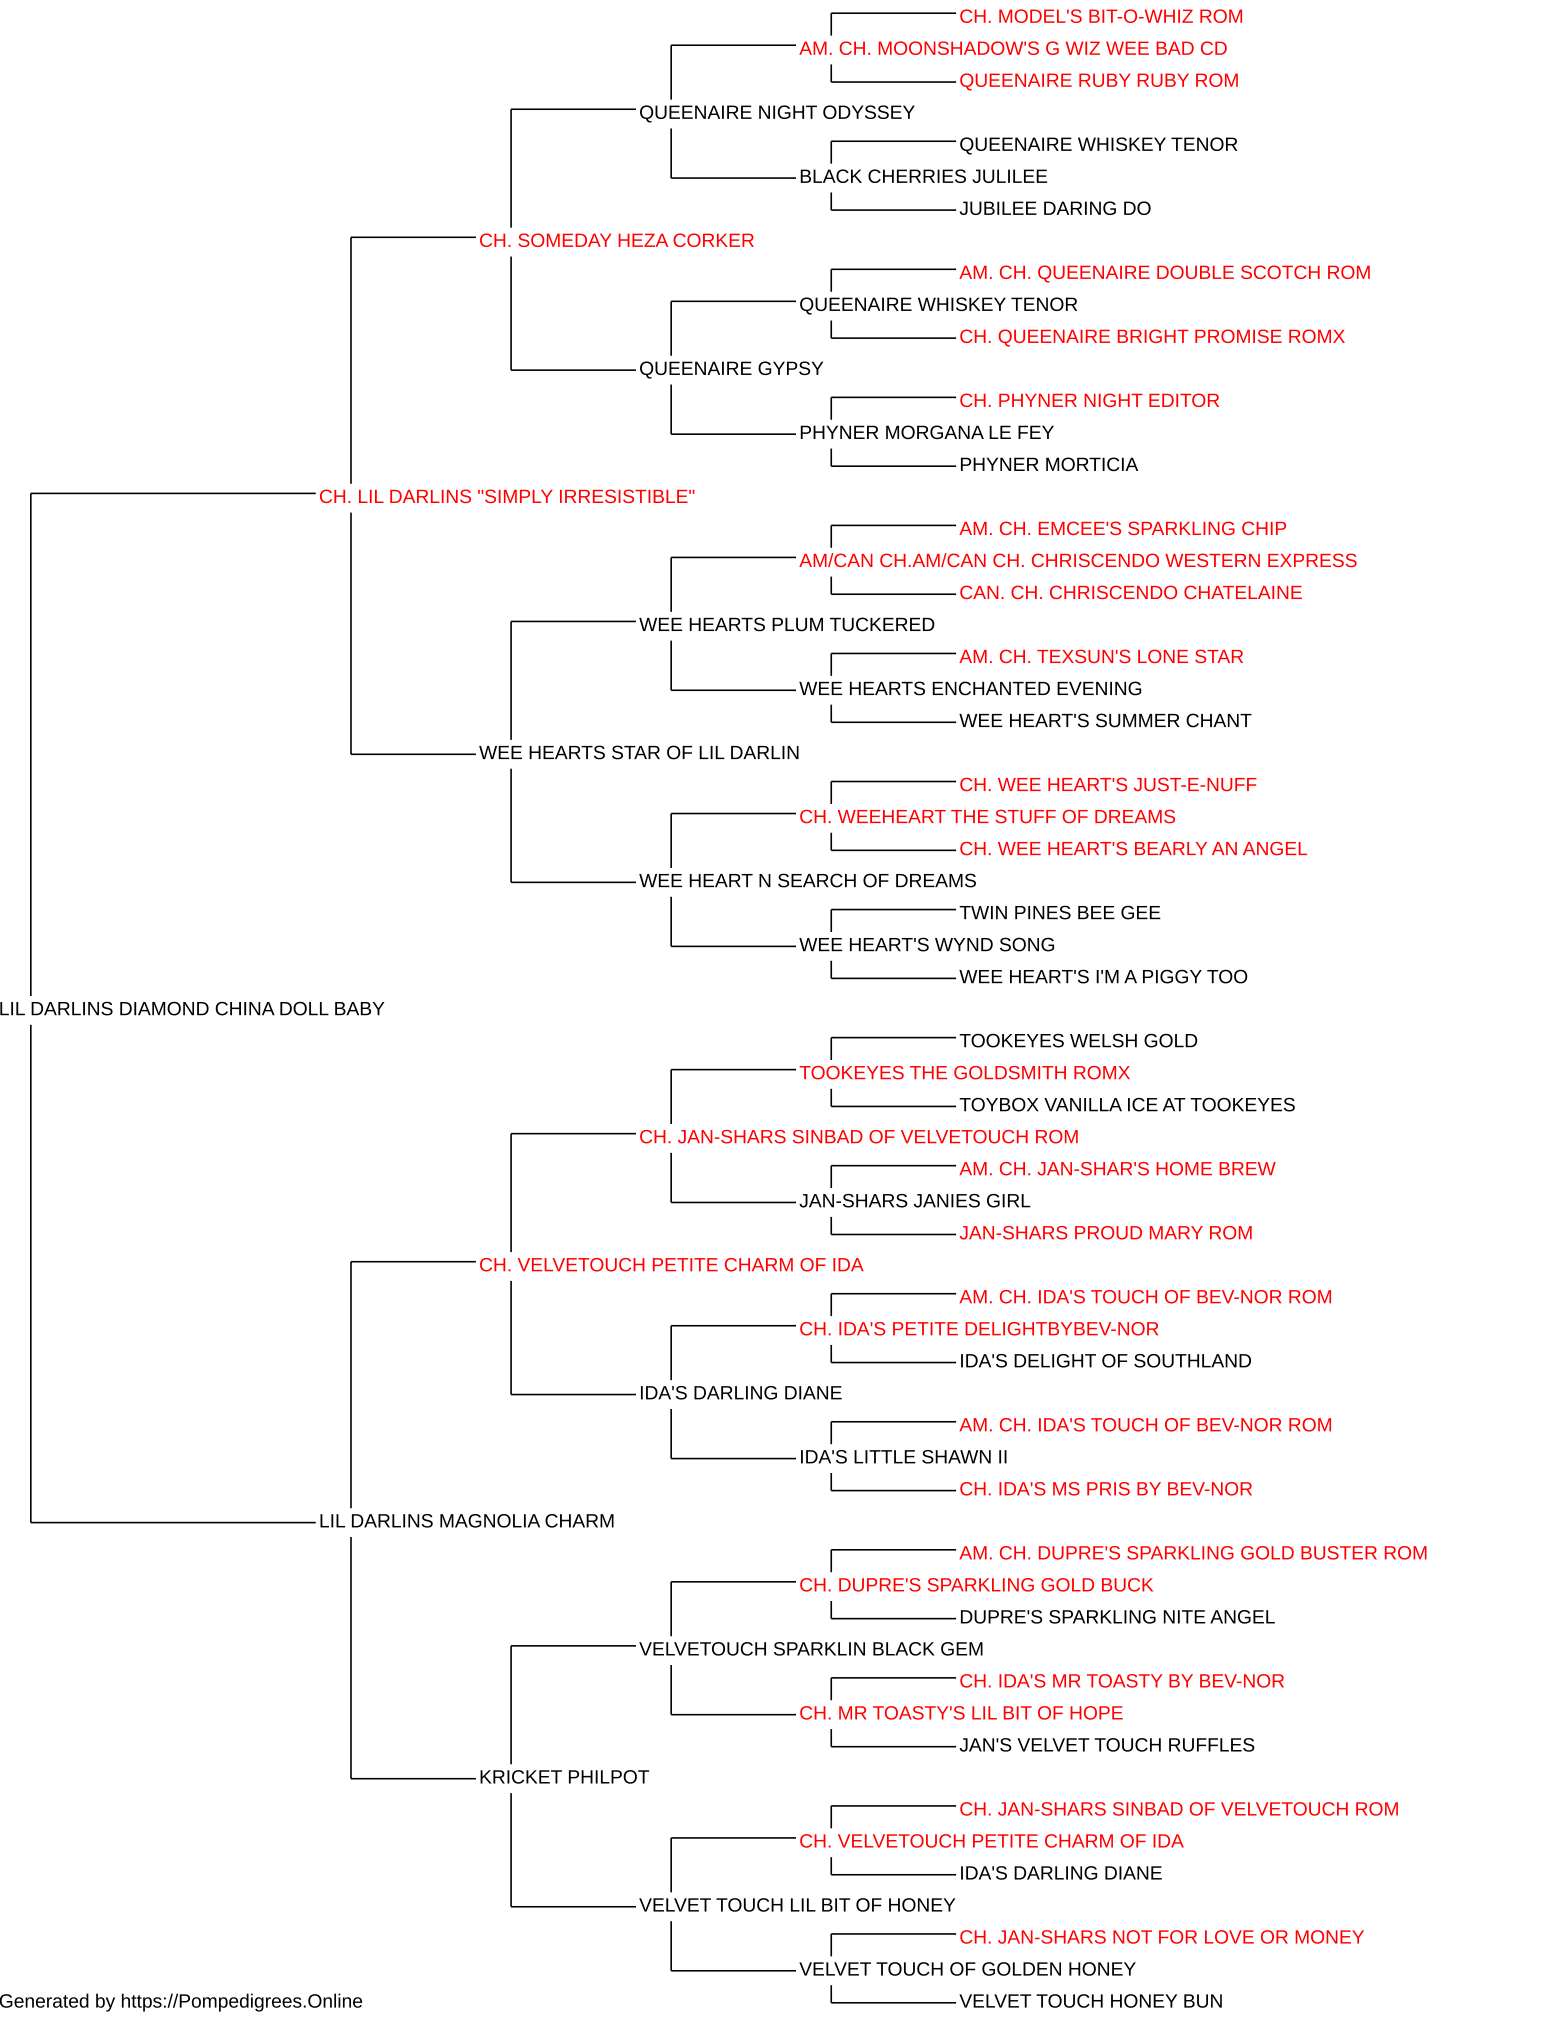 CH. MODEL'S BIT-O-WHIZ ROM
AM. CH. MOONSHADOW'S G WIZ WEE BAD CD
QUEENAIRE RUBY RUBY ROM
QUEENAIRE NIGHT ODYSSEY
QUEENAIRE WHISKEY TENOR
BLACK CHERRIES JULILEE
JUBILEE DARING DO
CH. SOMEDAY HEZA CORKER
AM. CH. QUEENAIRE DOUBLE SCOTCH ROM
QUEENAIRE WHISKEY TENOR
CH. QUEENAIRE BRIGHT PROMISE ROMX
QUEENAIRE GYPSY
CH. PHYNER NIGHT EDITOR
PHYNER MORGANA LE FEY
PHYNER MORTICIA
CH. LIL DARLINS "SIMPLY IRRESISTIBLE"
AM. CH. EMCEE'S SPARKLING CHIP
AM/CAN CH.AM/CAN CH. CHRISCENDO WESTERN EXPRESS
CAN. CH. CHRISCENDO CHATELAINE
WEE HEARTS PLUM TUCKERED
AM. CH. TEXSUN'S LONE STAR
WEE HEARTS ENCHANTED EVENING
WEE HEART'S SUMMER CHANT
WEE HEARTS STAR OF LIL DARLIN
CH. WEE HEART'S JUST-E-NUFF
CH. WEEHEART THE STUFF OF DREAMS
CH. WEE HEART'S BEARLY AN ANGEL
WEE HEART N SEARCH OF DREAMS
TWIN PINES BEE GEE
WEE HEART'S WYND SONG
WEE HEART'S I'M A PIGGY TOO
LIL DARLINS DIAMOND CHINA DOLL BABY
TOOKEYES WELSH GOLD
TOOKEYES THE GOLDSMITH ROMX
TOYBOX VANILLA ICE AT TOOKEYES
CH. JAN-SHARS SINBAD OF VELVETOUCH ROM
AM. CH. JAN-SHAR'S HOME BREW
JAN-SHARS JANIES GIRL
JAN-SHARS PROUD MARY ROM
CH. VELVETOUCH PETITE CHARM OF IDA
AM. CH. IDA'S TOUCH OF BEV-NOR ROM
CH. IDA'S PETITE DELIGHTBYBEV-NOR
IDA'S DELIGHT OF SOUTHLAND
IDA'S DARLING DIANE
AM. CH. IDA'S TOUCH OF BEV-NOR ROM
IDA'S LITTLE SHAWN II
CH. IDA'S MS PRIS BY BEV-NOR
LIL DARLINS MAGNOLIA CHARM
AM. CH. DUPRE'S SPARKLING GOLD BUSTER ROM
CH. DUPRE'S SPARKLING GOLD BUCK
DUPRE'S SPARKLING NITE ANGEL
VELVETOUCH SPARKLIN BLACK GEM
CH. IDA'S MR TOASTY BY BEV-NOR
CH. MR TOASTY'S LIL BIT OF HOPE
JAN'S VELVET TOUCH RUFFLES
KRICKET PHILPOT
CH. JAN-SHARS SINBAD OF VELVETOUCH ROM
CH. VELVETOUCH PETITE CHARM OF IDA
IDA'S DARLING DIANE
VELVET TOUCH LIL BIT OF HONEY
CH. JAN-SHARS NOT FOR LOVE OR MONEY
VELVET TOUCH OF GOLDEN HONEY
VELVET TOUCH HONEY BUN
Generated by https://Pompedigrees.Online